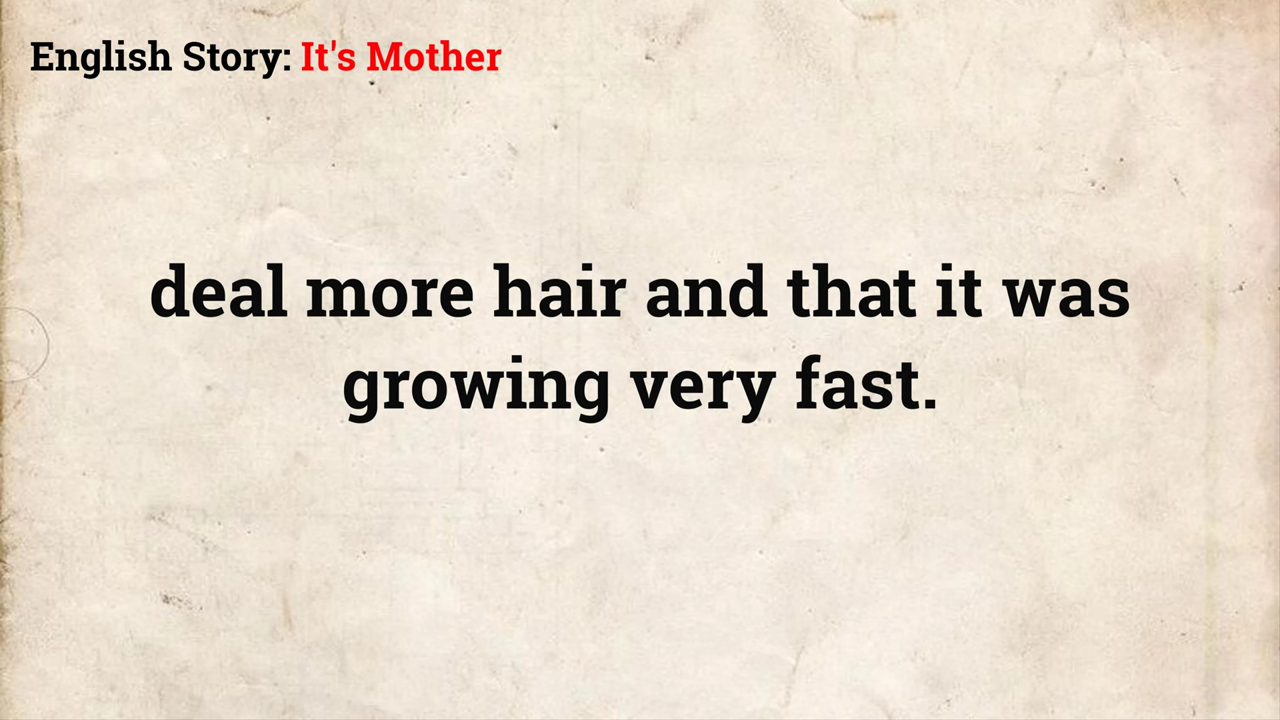 English Story: It's Mother
deal more hair and that it was
growing very fast.